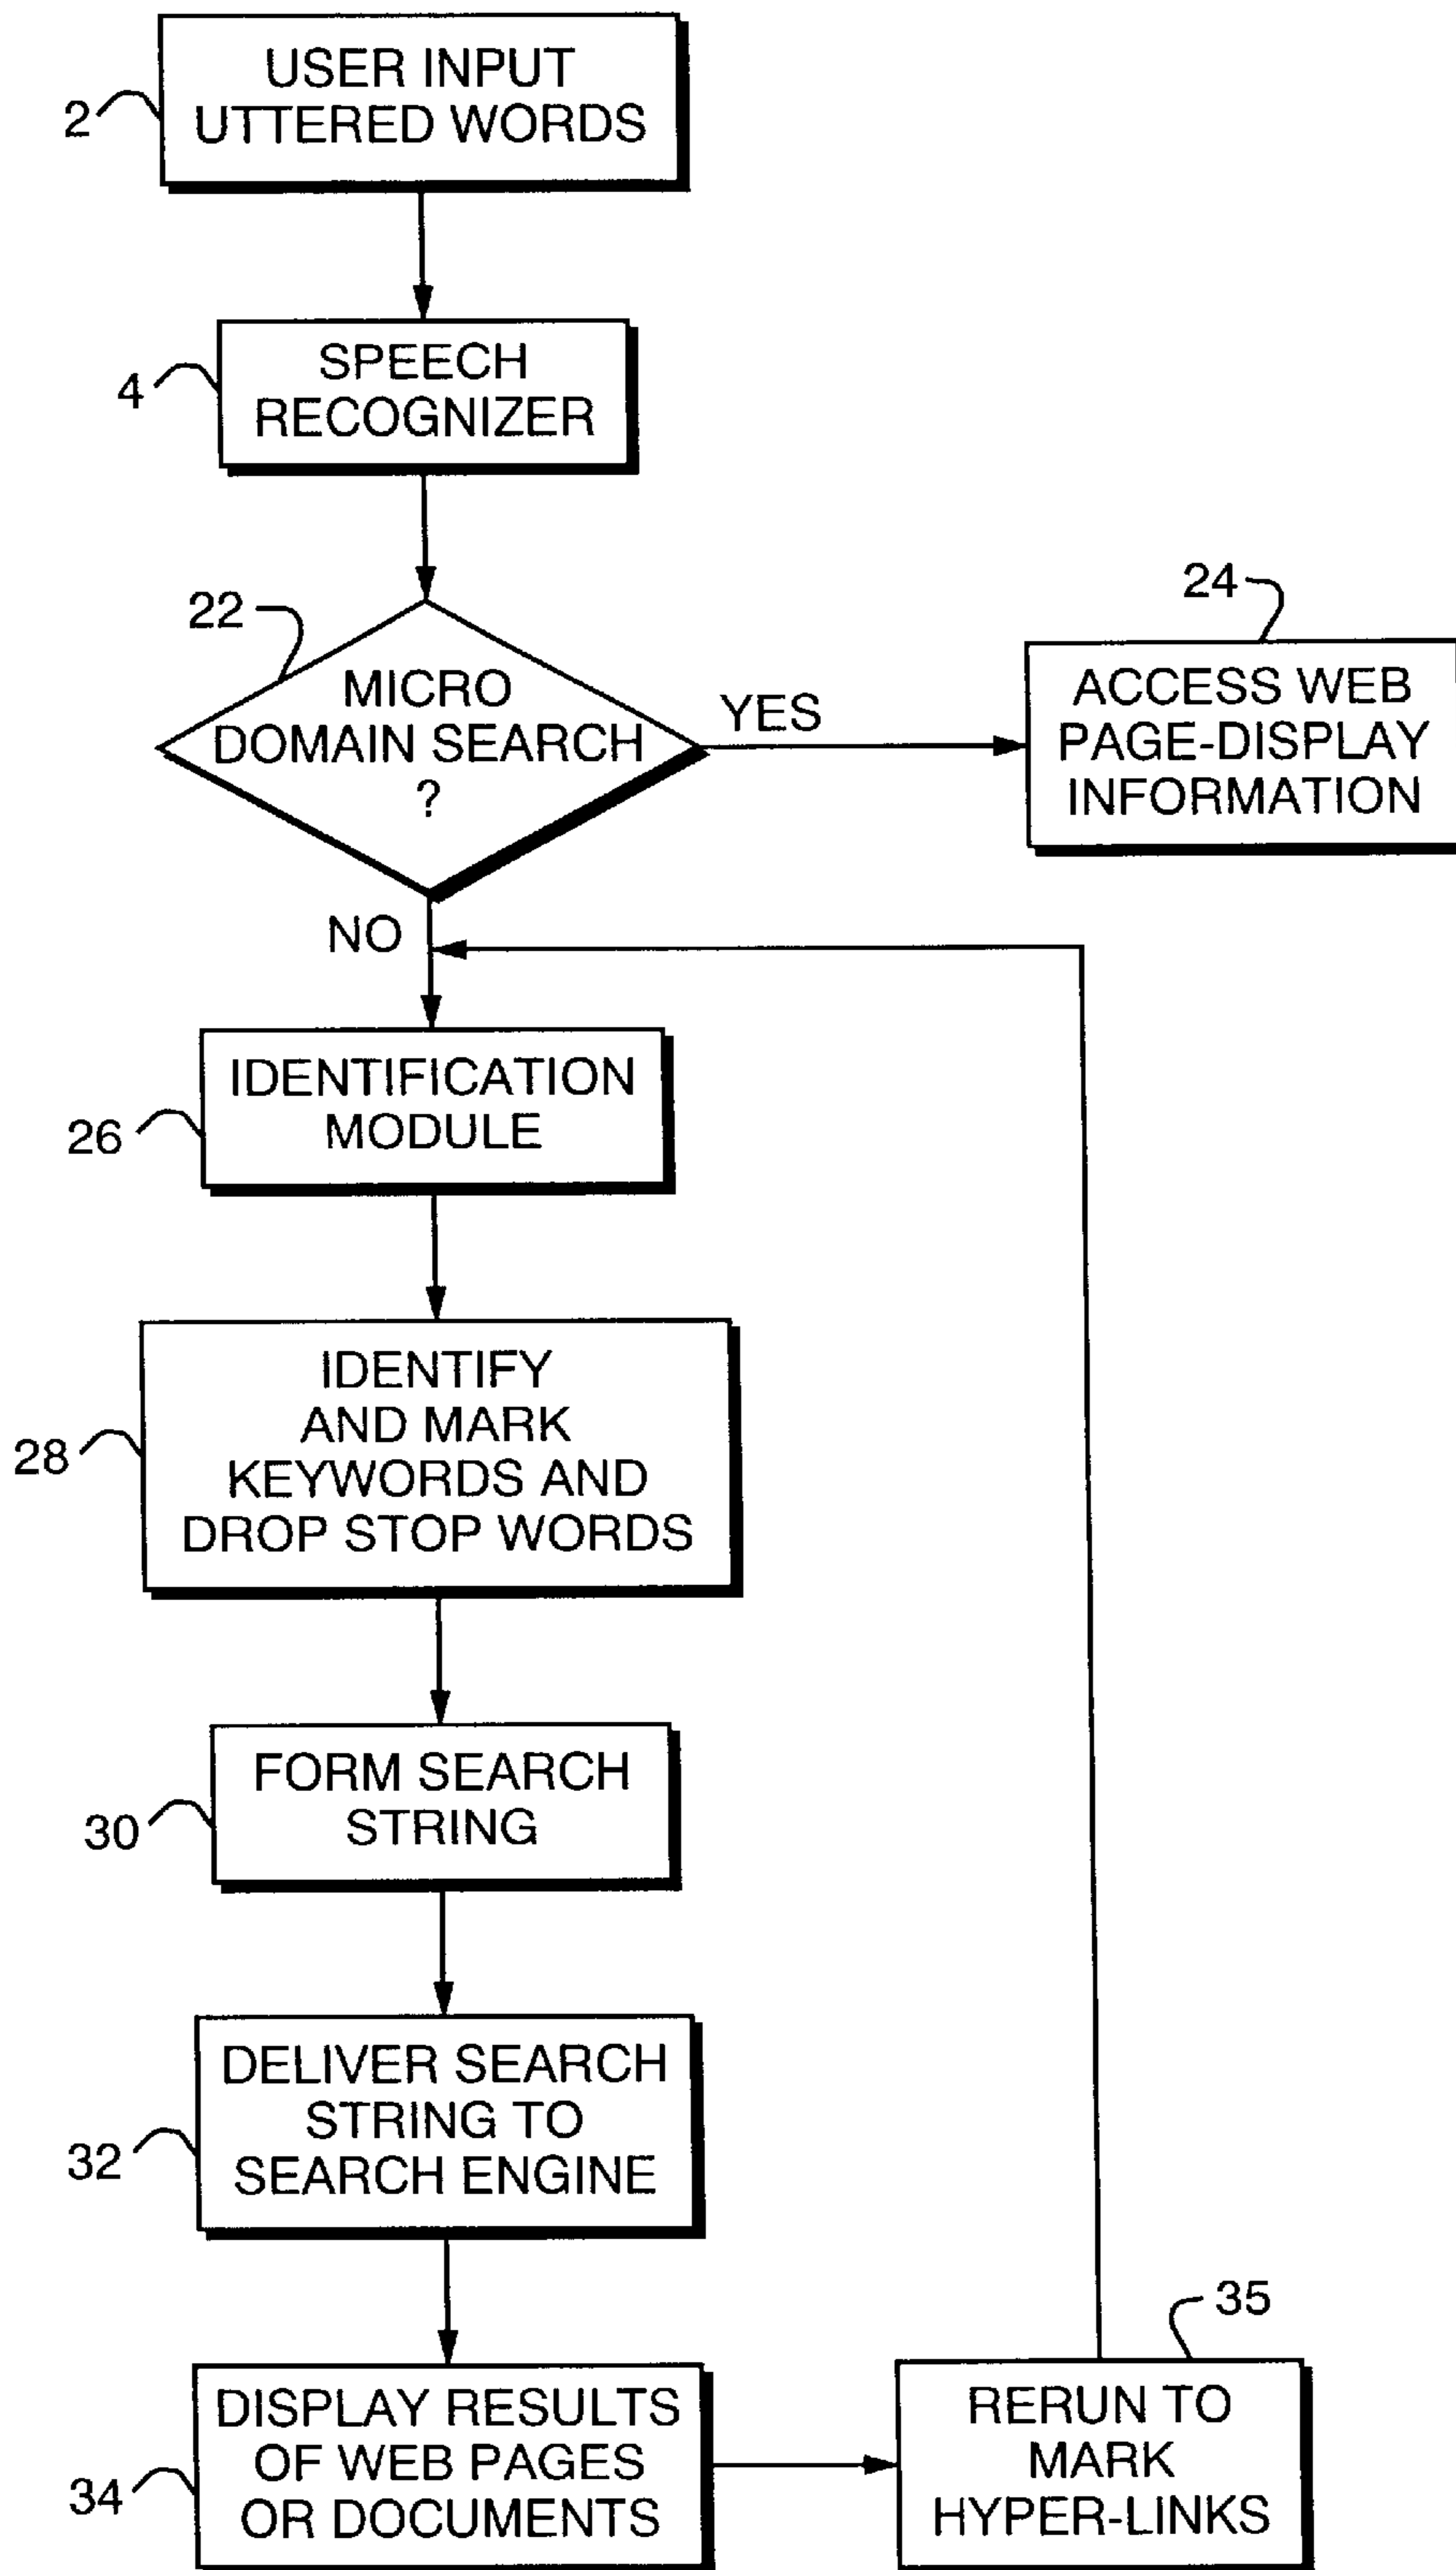 USER INPUT
UTTERED WORDS
2
SPEECH
RECOGNIZER
4
22
MICRO
DOMAIN SEARCH
?
YES
24
ACCESS WEB
PAGE-DISPLAY
INFORMATION
NO
IDENTIFICATION
MODULE
26
IDENTIFY
AND MARK
KEYWORDS AND
DROP STOP WORDS
28
FORM SEARCH
STRING
30
DELIVER SEARCH
STRING TO
SEARCH ENGINE
32
DISPLAY RESULTS
OF WEB PAGES
OR DOCUMENTS
34
35
RERUN TO
MARK
HYPER-LINKS